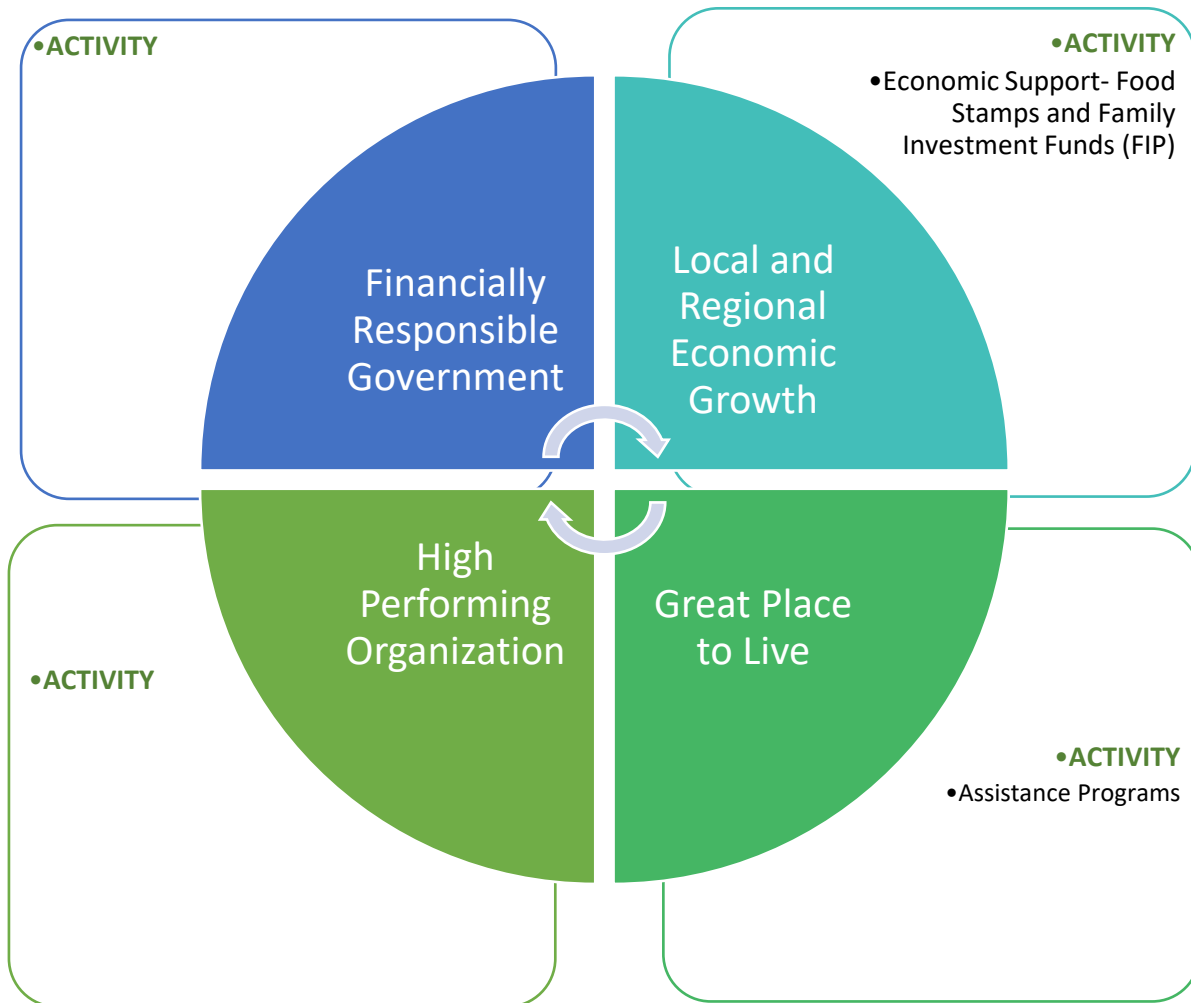 •ACTIVITY
•ACTIVITY
•Economic Support- Food
Stamps and Family
Investment Funds (FIP)
Financially
Responsible
Government
Local and
Regional
Economic
Growth
High
Performing
Organization
Great Place
to Live
•ACTIVITY
•ACTIVITY
•Assistance Programs